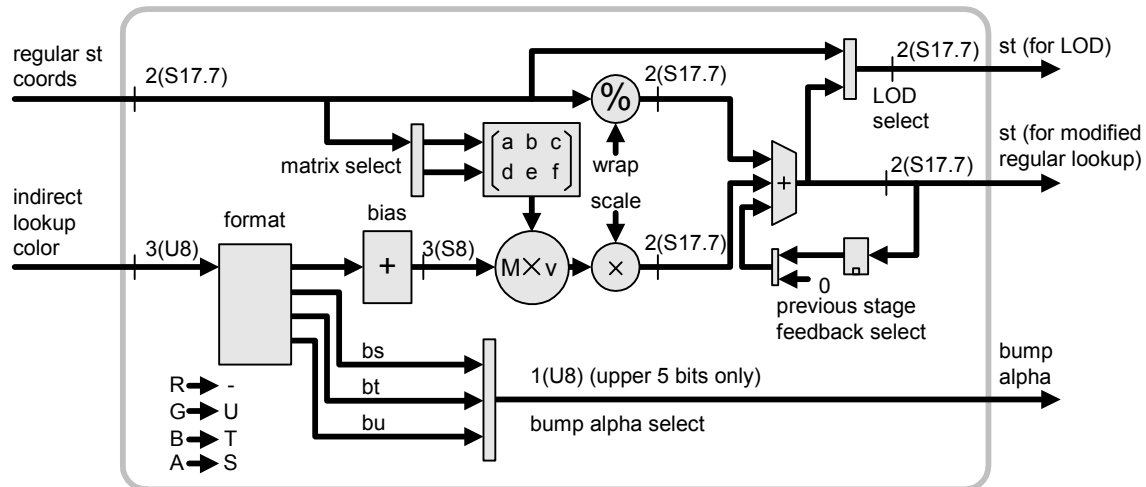 regular st
coords
2(S17.7)
matrix select
a b c
d e f
%
wrap
2(S17.7)
2(S17.7)
LOD
select
st (for LOD)
st (for modified
regular lookup)
2(S17.7)
+
indirect
lookup
color
3(U8)
format
bias
+
3(S8)
M×v
scale
×
2(S17.7)
0
previous stage
feedback select
bs
bt
bu
1(U8) (upper 5 bits only)
bump alpha select
bump
alpha
R -
G U
B T
A S